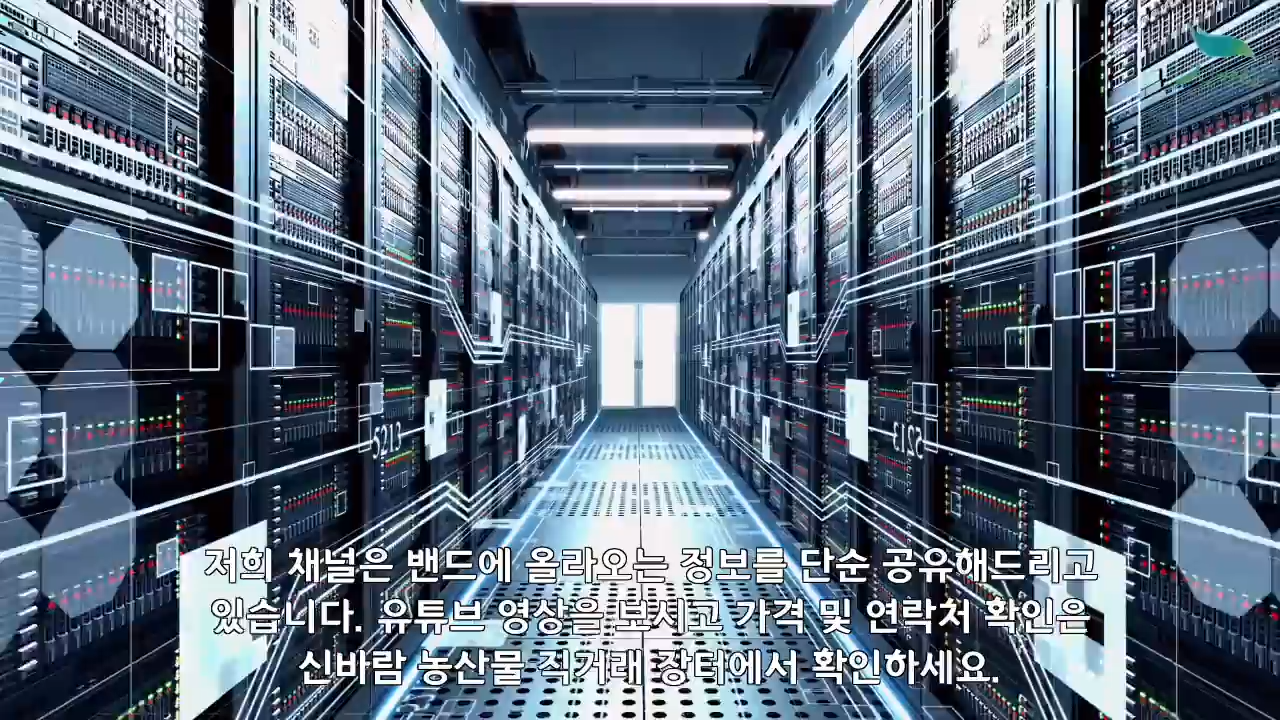 5213
5213
저희 채널은 밴드에 올라오는 정보를 단순 공유해드리고
있습니다. 유튜브 영상을 보시고 가격 및 연락처 확인은
신바람 농산물 직거래 장터에서 확인하세요.